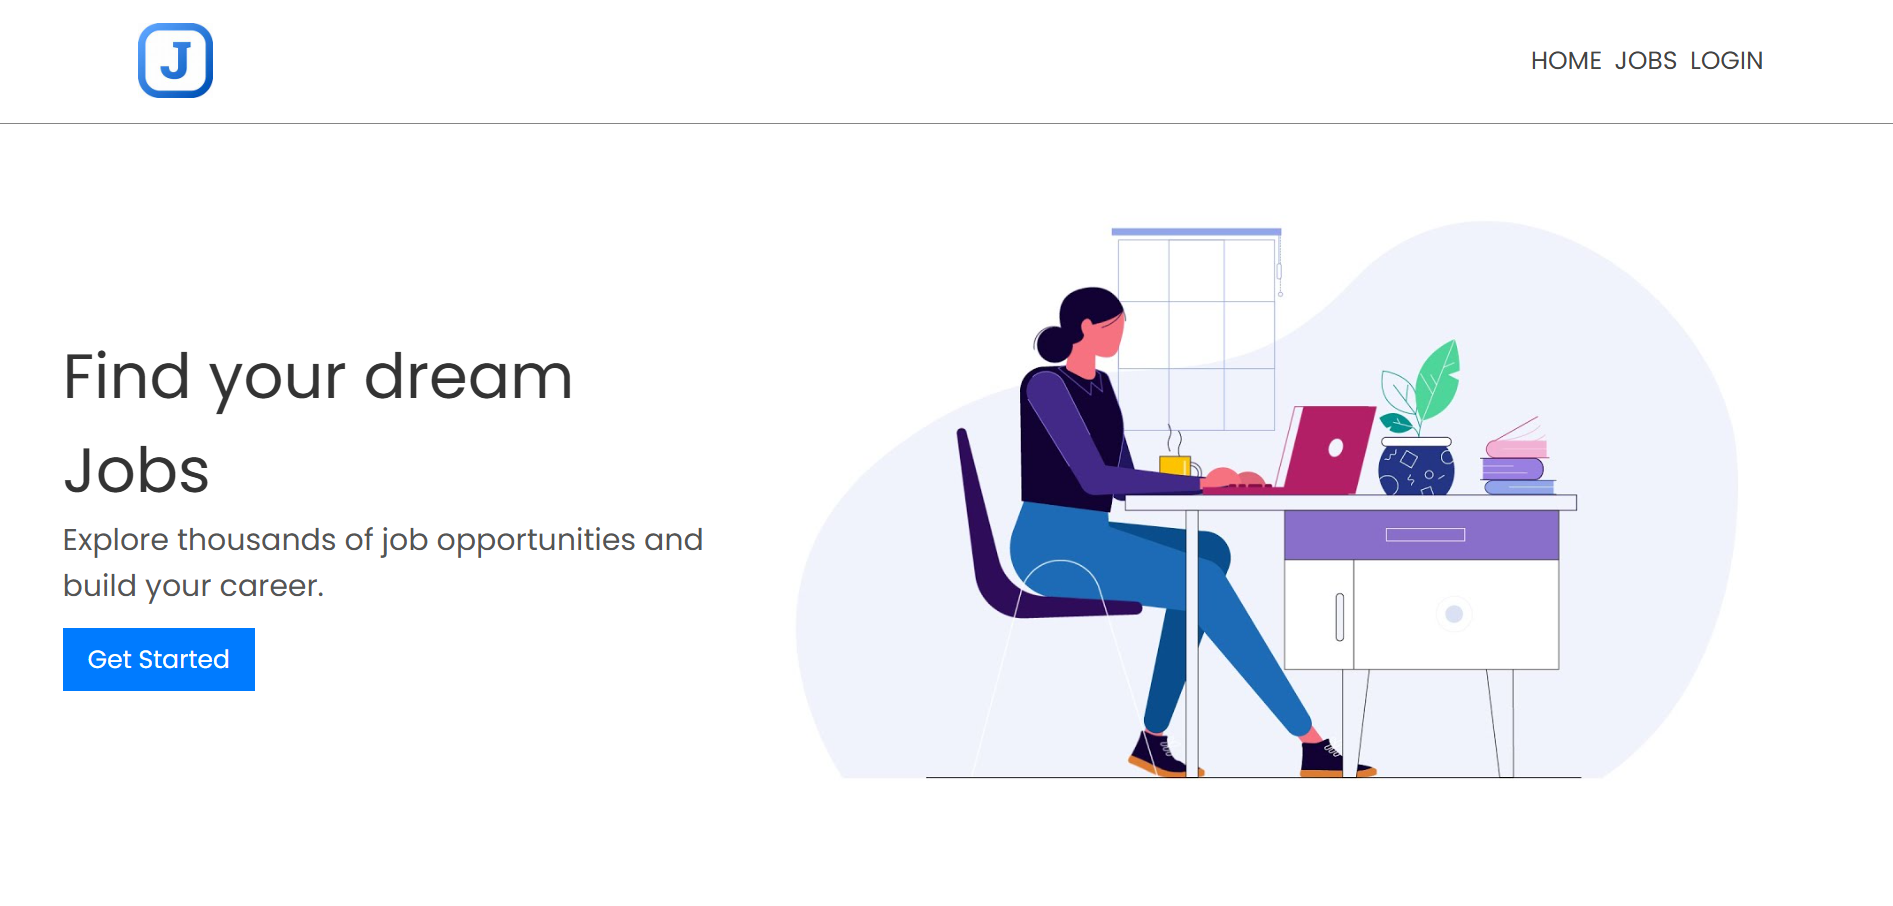 J
HOME JOBS LOGIN
Find your dream
Jobs
Explore thousands of job opportunities and
build your career.
Get Started